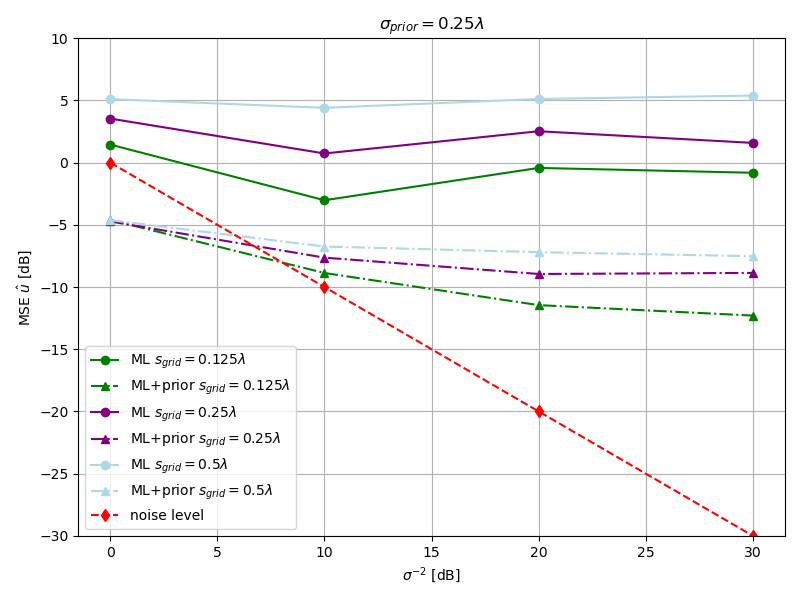 σ_prior = 0.25λ
10
5
0
−5
−10
−15
−20
−25
−30
MSE û [dB]
ML s_grid = 0.125λ
ML+prior s_grid = 0.125λ
ML s_grid = 0.25λ
ML+prior s_grid = 0.25λ
ML s_grid = 0.5λ
ML+prior s_grid = 0.5λ
noise level
0 5 10 15 20 25 30
σ⁻² [dB]